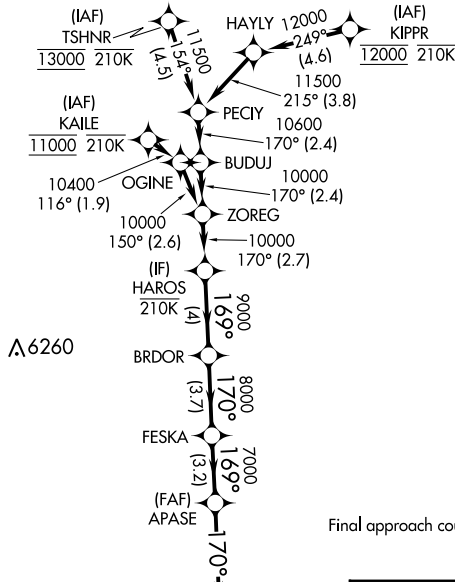 (IAF)
TSHNR
13000 210K
11500
154°
(4.5)
HAYLY
12000
249°
(4.6)
(IAF)
KIPPR
12000 210K
11500
215° (3.8)
PECIY
(IAF)
KAILE
11000 210K
10600
170° (2.4)
BUDUJ
OGINE
10400
116° (1.9)
10000
170° (2.4)
10000
150° (2.6)
ZOREG
10000
170° (2.7)
(IF)
HAROS
210K
9000
169°
(4)
6260
BRDOR
8000
170°
(3.7)
FESKA
7000
169°
(3.2)
(FAF)
APASE
170°
Final approach cou